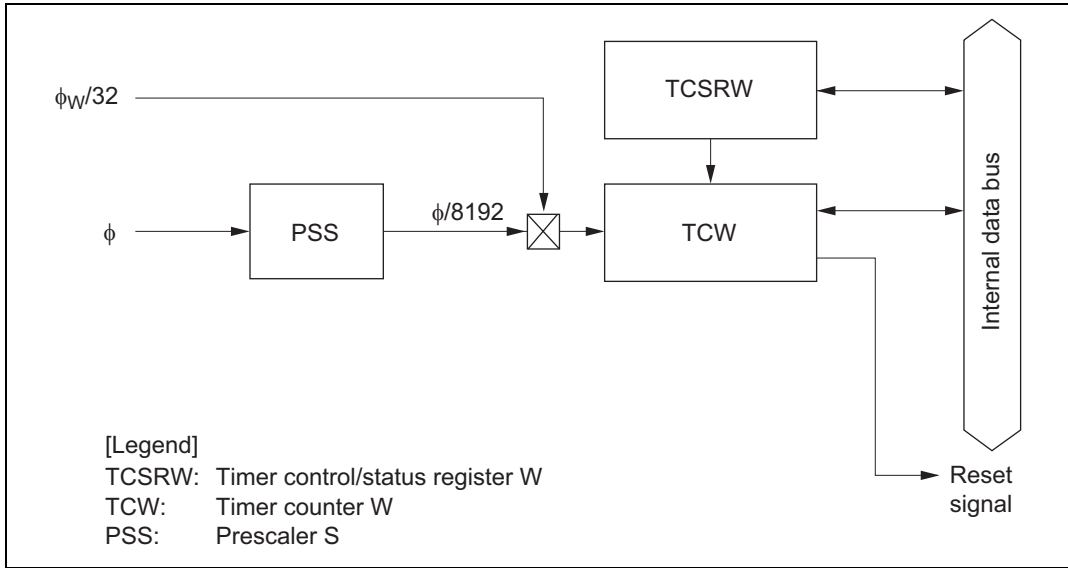 φW/32
TCSRW
φ
PSS
φ/8192
TCW
Internal data bus
[Legend]
TCSRW: Timer control/status register W
TCW: Timer counter W
PSS: Prescaler S
Reset
signal